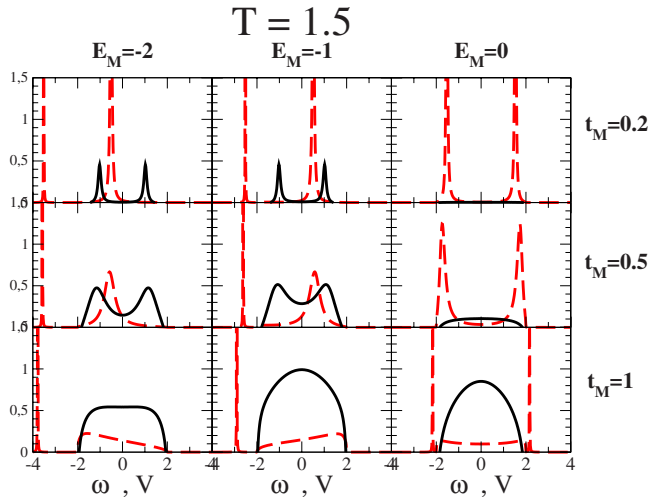 T = 1.5
E_M=-2 E_M=-1 E_M=0
1,5
1
0,5
t_M=0.2
1,5
1
0,5
t_M=0.5
1,5
1
0,5
0
t_M=1
-4 -2 0 2 4 -2 0 2 4 -2 0 2 4
ω , V ω , V ω , V